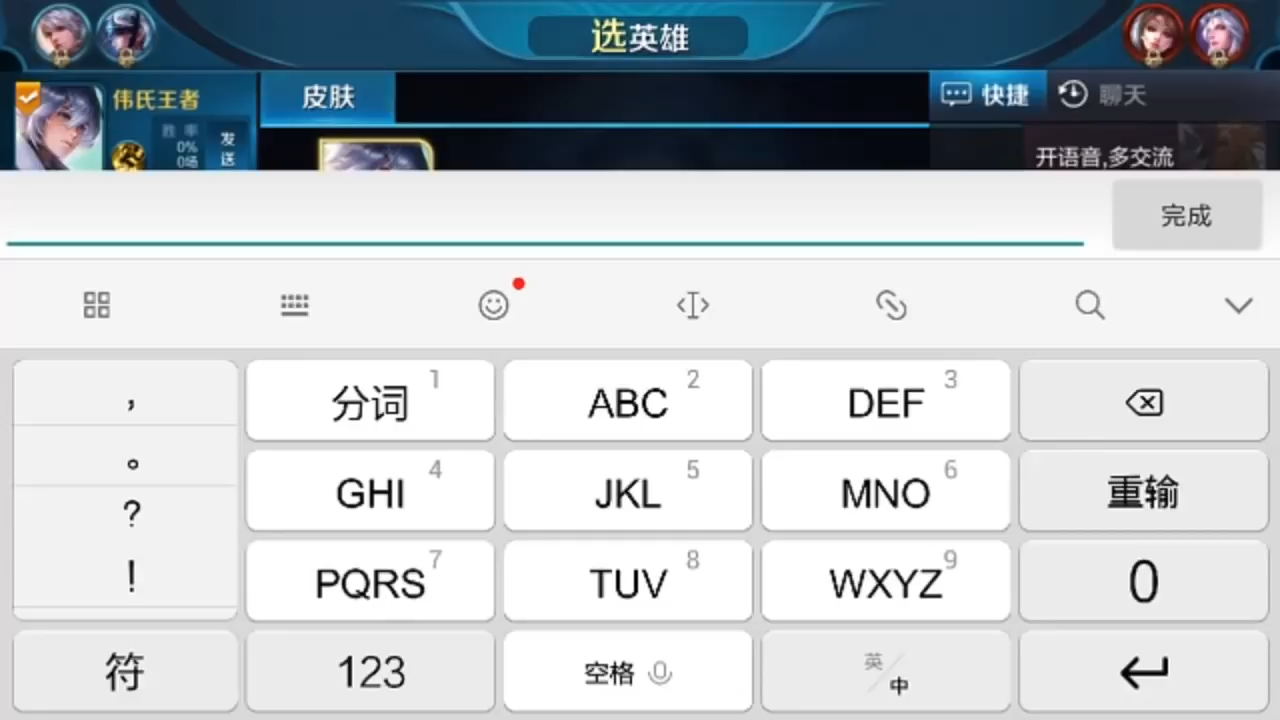 选英雄
伟氏王者
皮肤
快捷
聊天
胜率
0%
0场
发送
开语音,多交流
完成
,
分词 1
ABC 2
DEF 3
。
GHI 4
JKL 5
MNO 6
重输
?
!
PQRS 7
TUV 8
WXYZ 9
0
符
123
空格
英/中